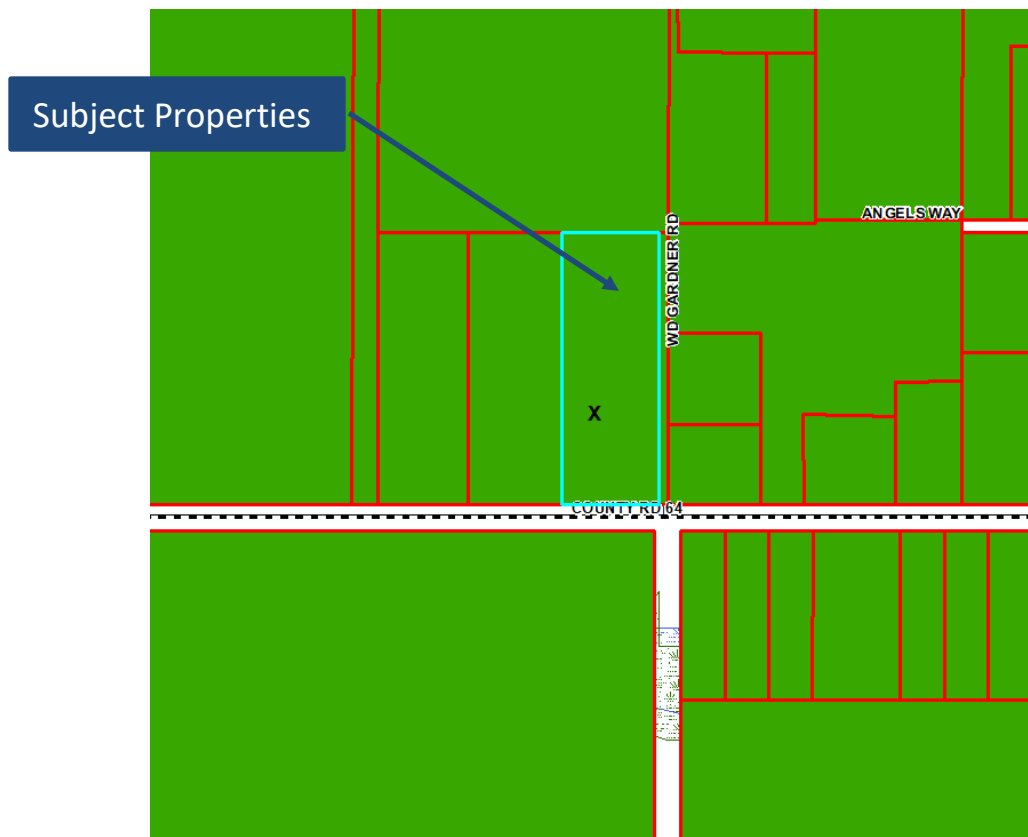 Subject Properties
ANGELS WAY
WD GARDNER RD
X
COUNTY RD 64